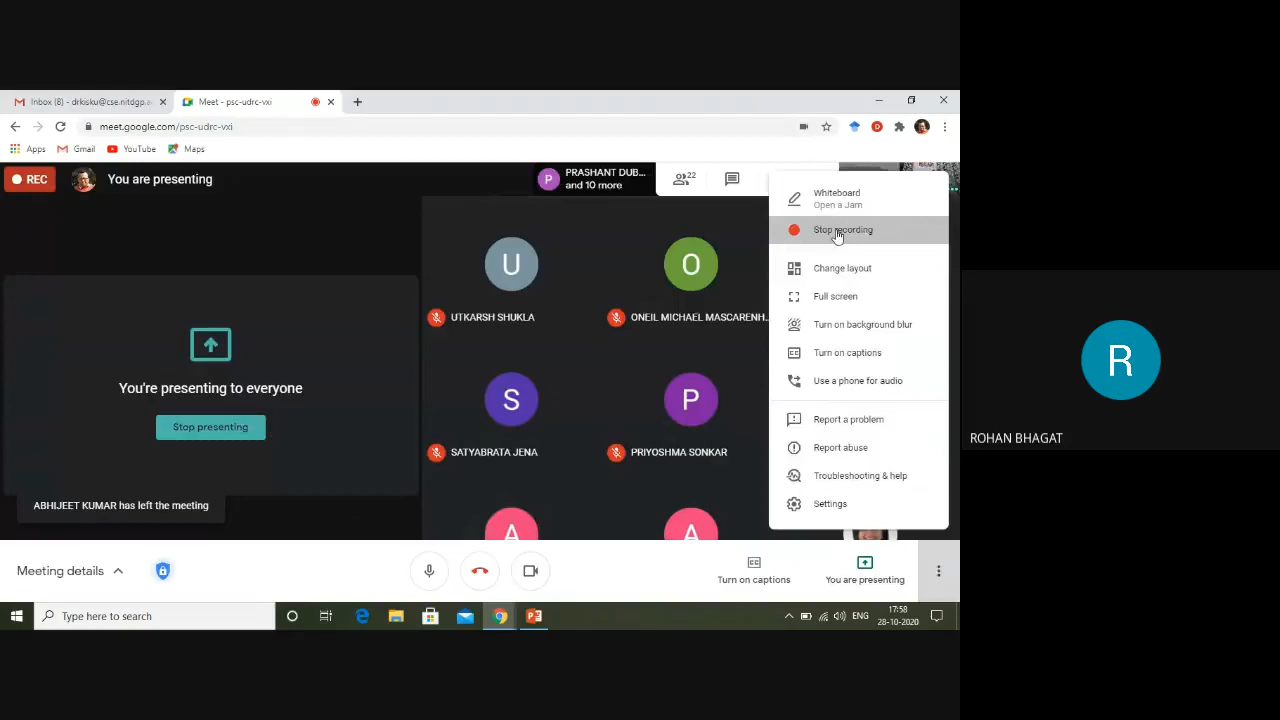 Inbox (8) - drkisku@cse.nitdgp.a
Meet - psc-udrc-vxi
meet.google.com/psc-udrc-vxi
Apps
Gmail
YouTube
Maps
REC
You are presenting
P
PRASHANT DUB...
and 10 more
22
Whiteboard
Open a Jam
Stop recording
Change layout
Full screen
Turn on background blur
Turn on captions
Use a phone for audio
Report a problem
Report abuse
Troubleshooting & help
Settings
U
UTKARSH SHUKLA
O
ONEIL MICHAEL MASCARENH..
You're presenting to everyone
Stop presenting
S
SATYABRATA JENA
P
PRIYOSHMA SONKAR
A
A
ABHIJEET KUMAR has left the meeting
R
ROHAN BHAGAT
Meeting details
Turn on captions
You are presenting
Type here to search
ENG
17:58
28-10-2020